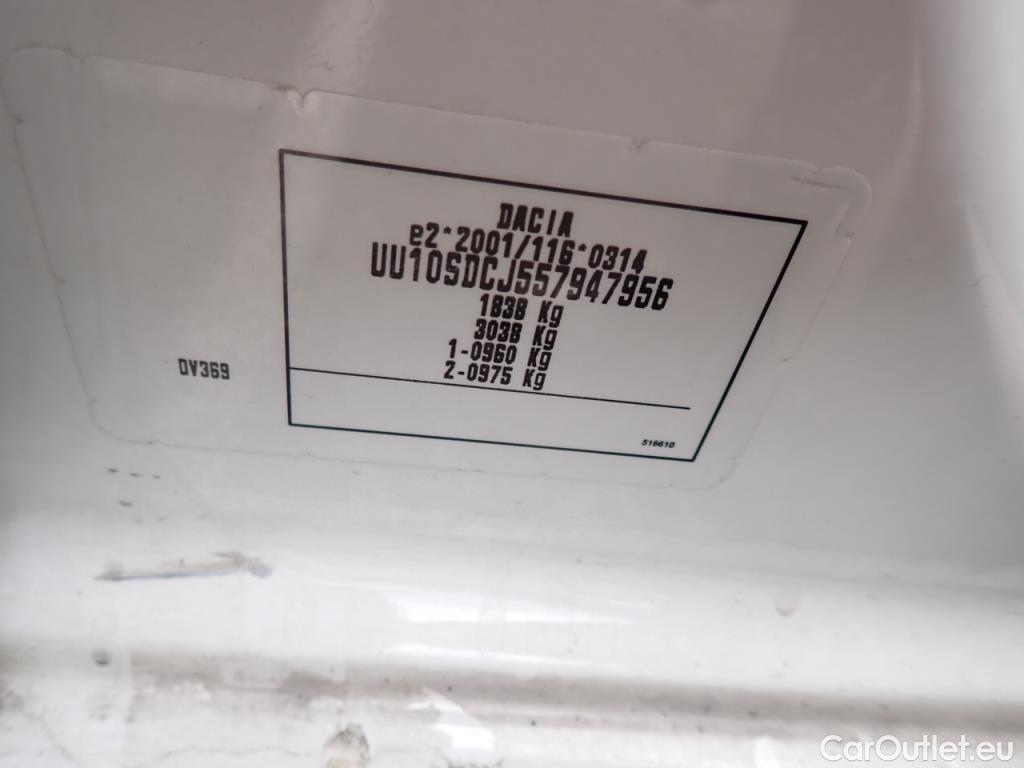 DACIA
e2*2001/116*0314
UU10SDCJ557947956
1838 Kg
3038 Kg
1-0960 Kg
2-0975 Kg
DV369
516610
CarOutlet.eu